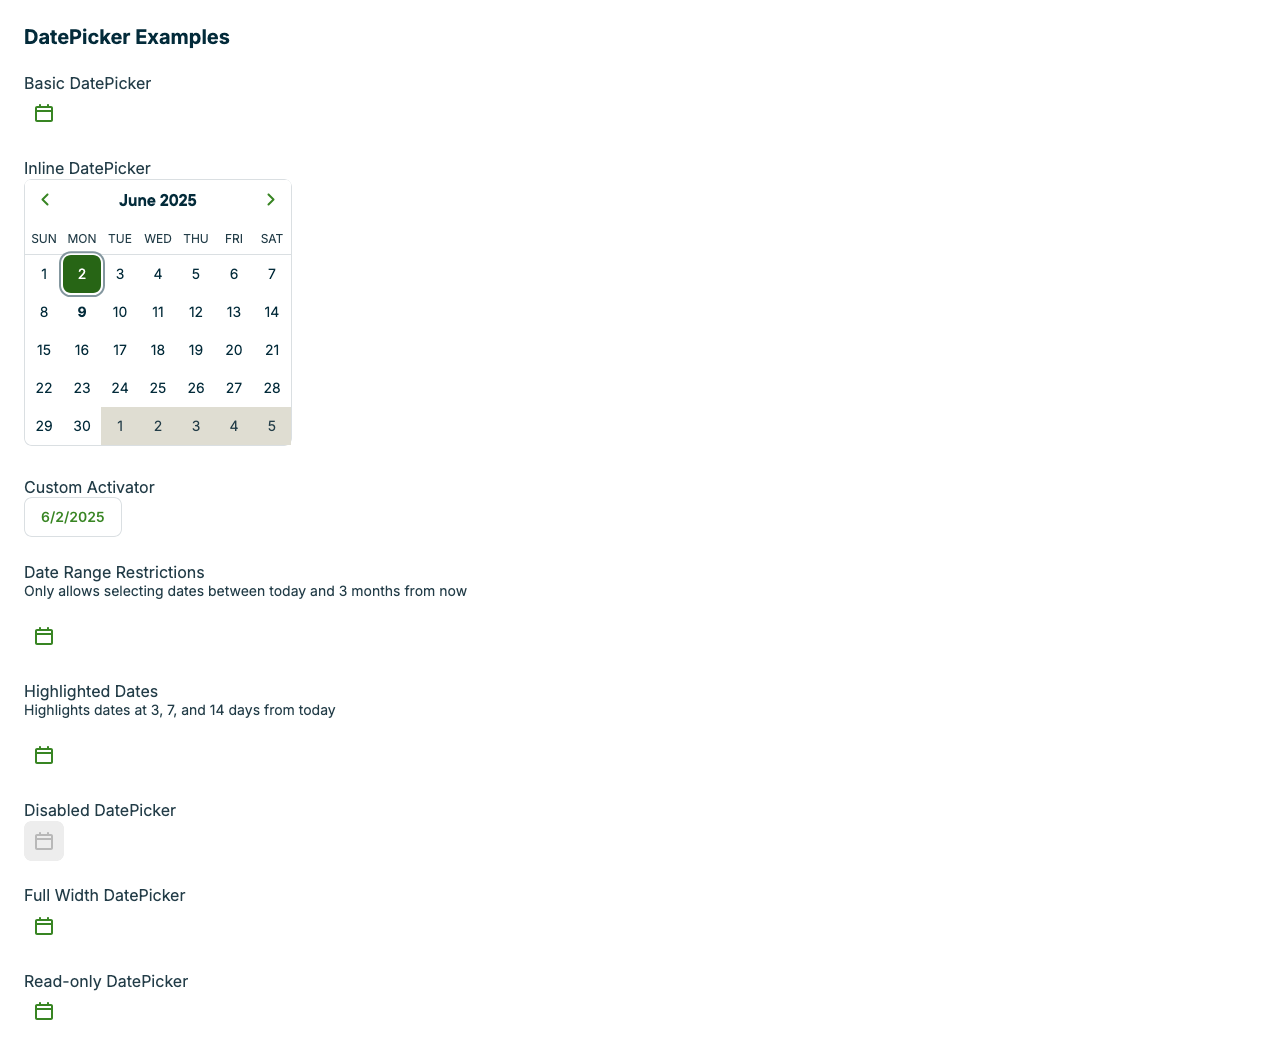 DatePicker Examples
Basic DatePicker
Inline DatePicker
June 2025
SUN MON TUE WED THU FRI SAT
1 2 3 4 5 6 7
8 9 10 11 12 13 14
15 16 17 18 19 20 21
22 23 24 25 26 27 28
29 30 1 2 3 4 5
Custom Activator
6/2/2025
Date Range Restrictions
Only allows selecting dates between today and 3 months from now
Highlighted Dates
Highlights dates at 3, 7, and 14 days from today
Disabled DatePicker
Full Width DatePicker
Read-only DatePicker